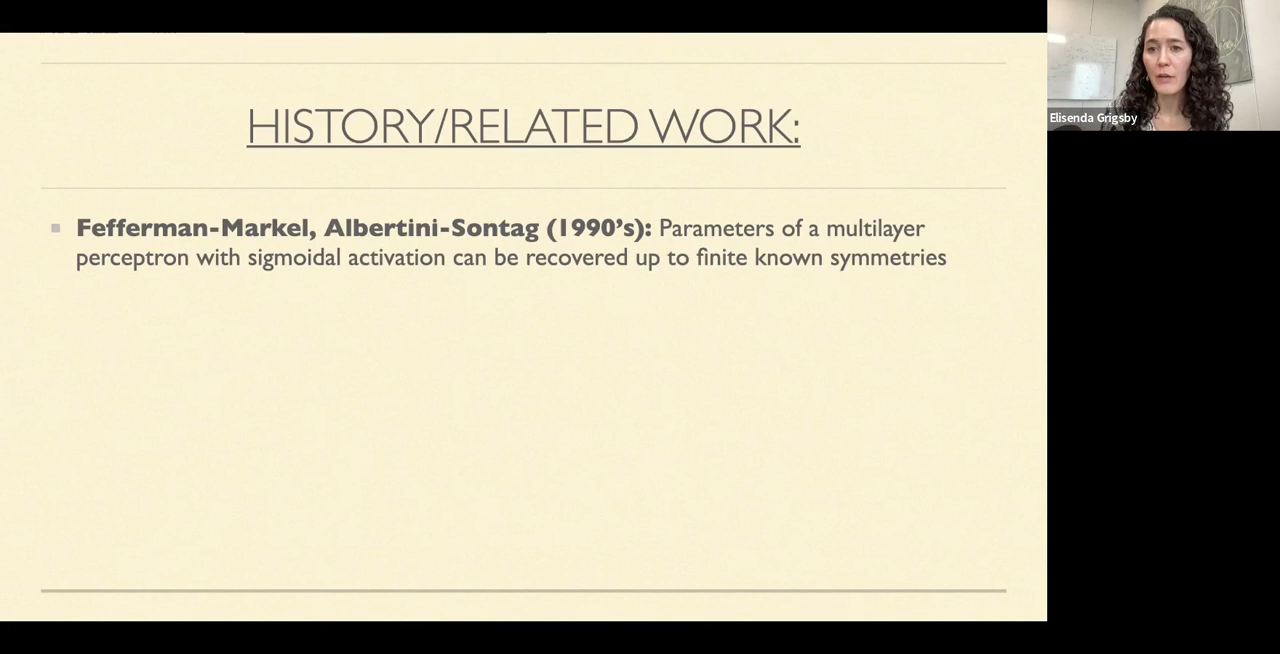 HISTORY/RELATED WORK:
Elisenda Grigsby
Fefferman-Markel, Albertini-Sontag (1990's): Parameters of a multilayer
perceptron with sigmoidal activation can be recovered up to finite known symmetries